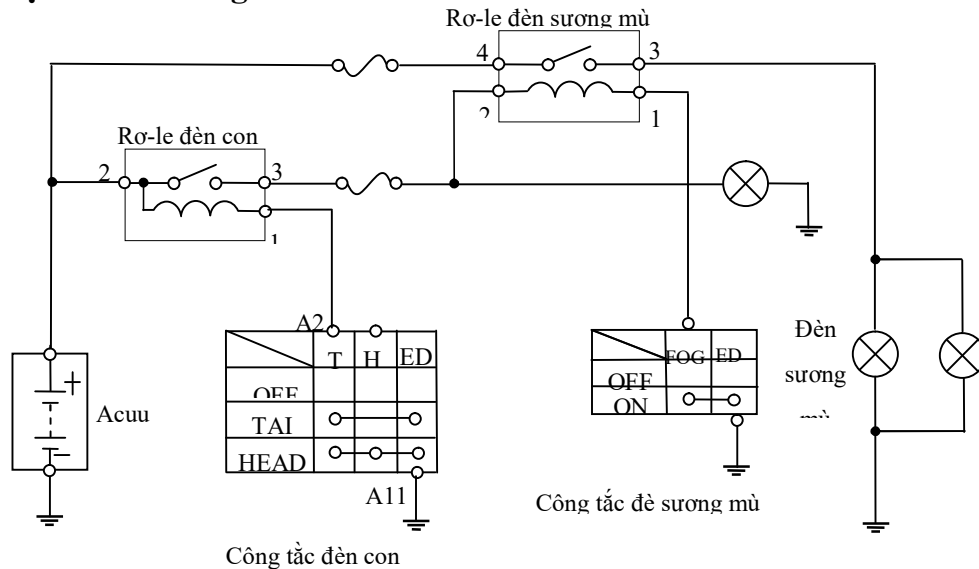 Rơ-le đèn sương mù
4
3
2
1
Rơ-le đèn con
2
3
1
A2
T H ED
OFF
TAI
HEAD
A11
Công tắc đèn con
+
Acuu
−
FOG ED
OFF
ON
Công tắc đè sương mù
Đèn
sương
mù